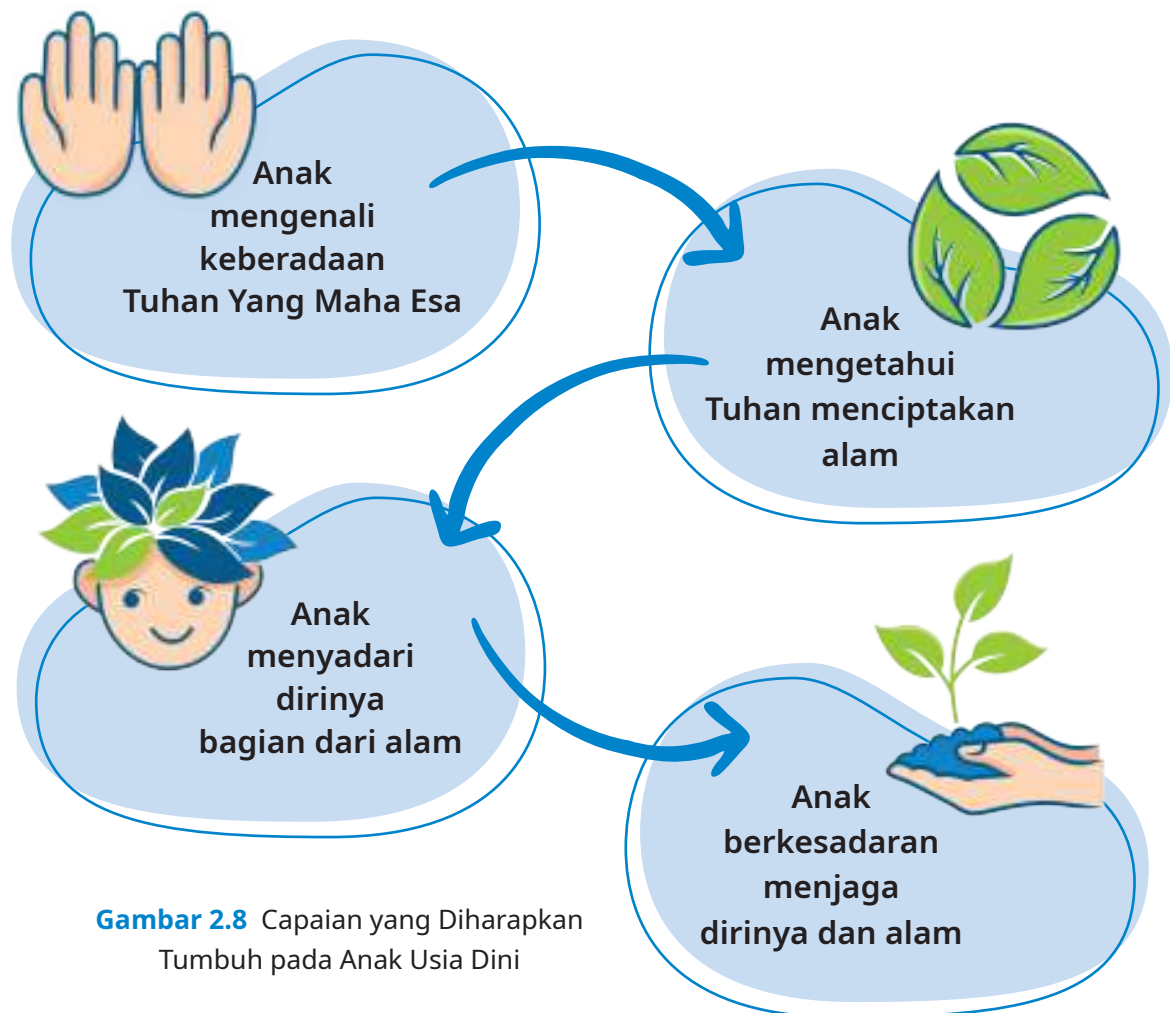 Anak
mengenali
keberadaan
Tuhan Yang Maha Esa
Anak
mengetahui
Tuhan menciptakan
alam
Anak
menyadari
dirinya
bagian dari alam
Anak
berkesadaran
menjaga
dirinya dan alam
Gambar 2.8 Capaian yang Diharapkan
Tumbuh pada Anak Usia Dini